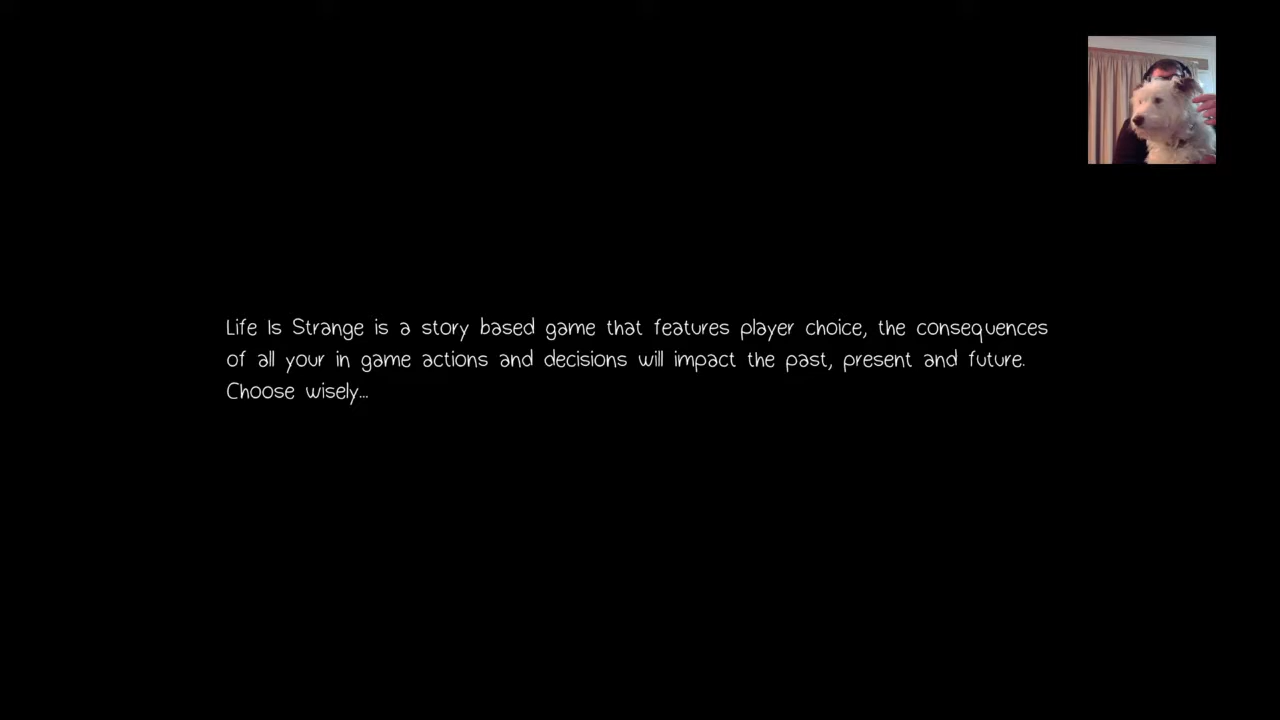 Life Is Strange is a story based game that features player choice, the consequences
of all your in game actions and decisions will impact the past, present and future.
Choose wisely...